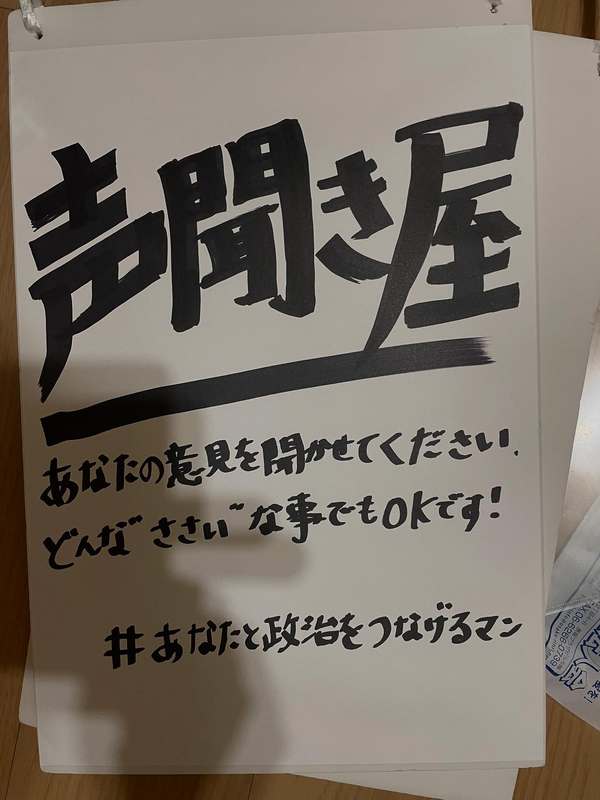 声聞き屋
あなたの意見を聞かせてください.
どんな"ささい"な事でもOKです!
#あなたと政治をつなげるマン